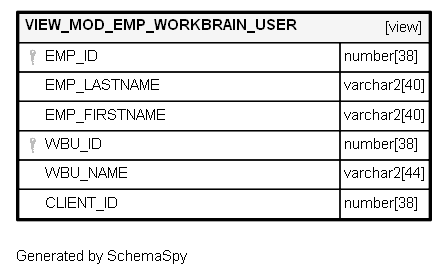 VIEW_MOD_EMP_WORKBRAIN_USER [view]
EMP_ID number[38]
EMP_LASTNAME varchar2[40]
EMP_FIRSTNAME varchar2[40]
WBU_ID number[38]
WBU_NAME varchar2[44]
CLIENT_ID number[38]
Generated by SchemaSpy